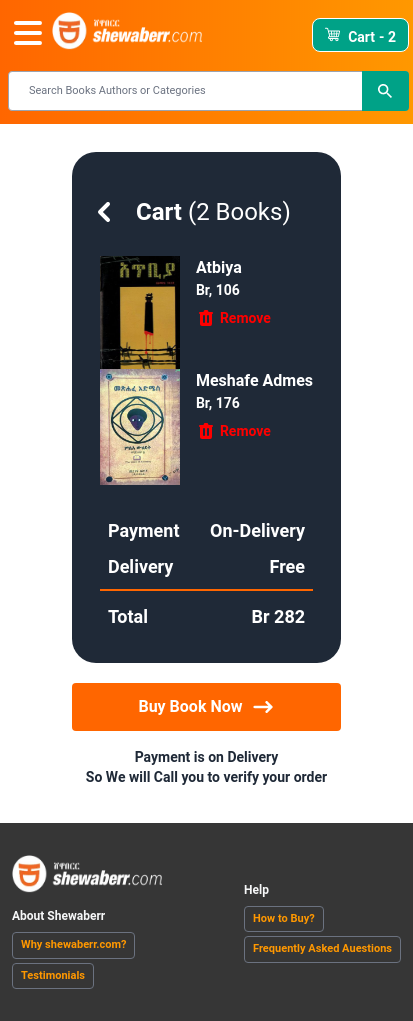 ሸዋበርር
shewaberr.com
Cart - 2
Search Books Authors or Categories
Cart (2 Books)
አጥቢያ
Atbiya
Br, 106
Remove
መጽሐፈ አድማስ
Meshafe Admes
Br, 176
Remove
Payment On-Delivery
Delivery Free
Total Br 282
Buy Book Now
Payment is on Delivery
So We will Call you to verify your order
shewaberr.com
Help
About Shewaberr
How to Buy?
Why shewaberr.com?
Frequently Asked Auestions
Testimonials